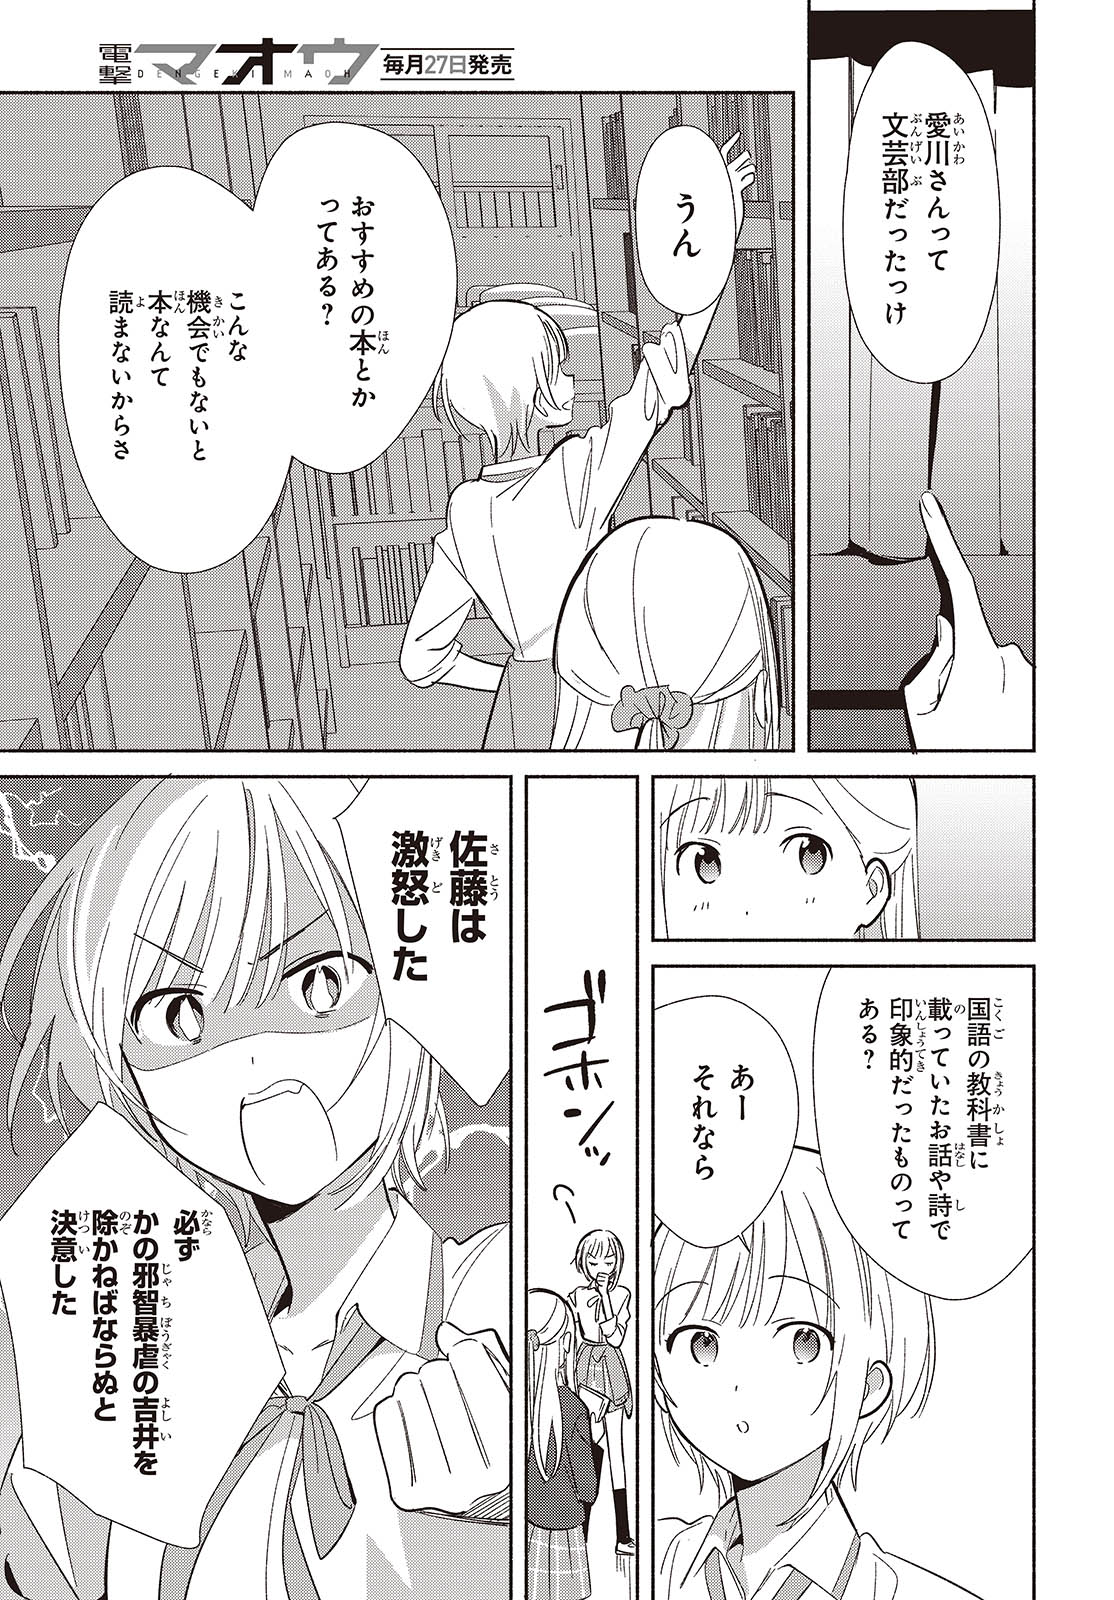 電撃マオウ
DENGEKI MAOH
毎月27日発売
愛川さんって
文芸部だったっけ
うん
おすすめの本とか
ってある?
こんな
機会でもないと
本なんて
読まないからさ
国語の教科書に
載っていたお話や詩で
印象的だったものって
ある?
あー
それなら
ゴホンッ
佐藤は
激怒した
必ず
かの邪智暴虐の吉井を
除かねばならぬと
決意した